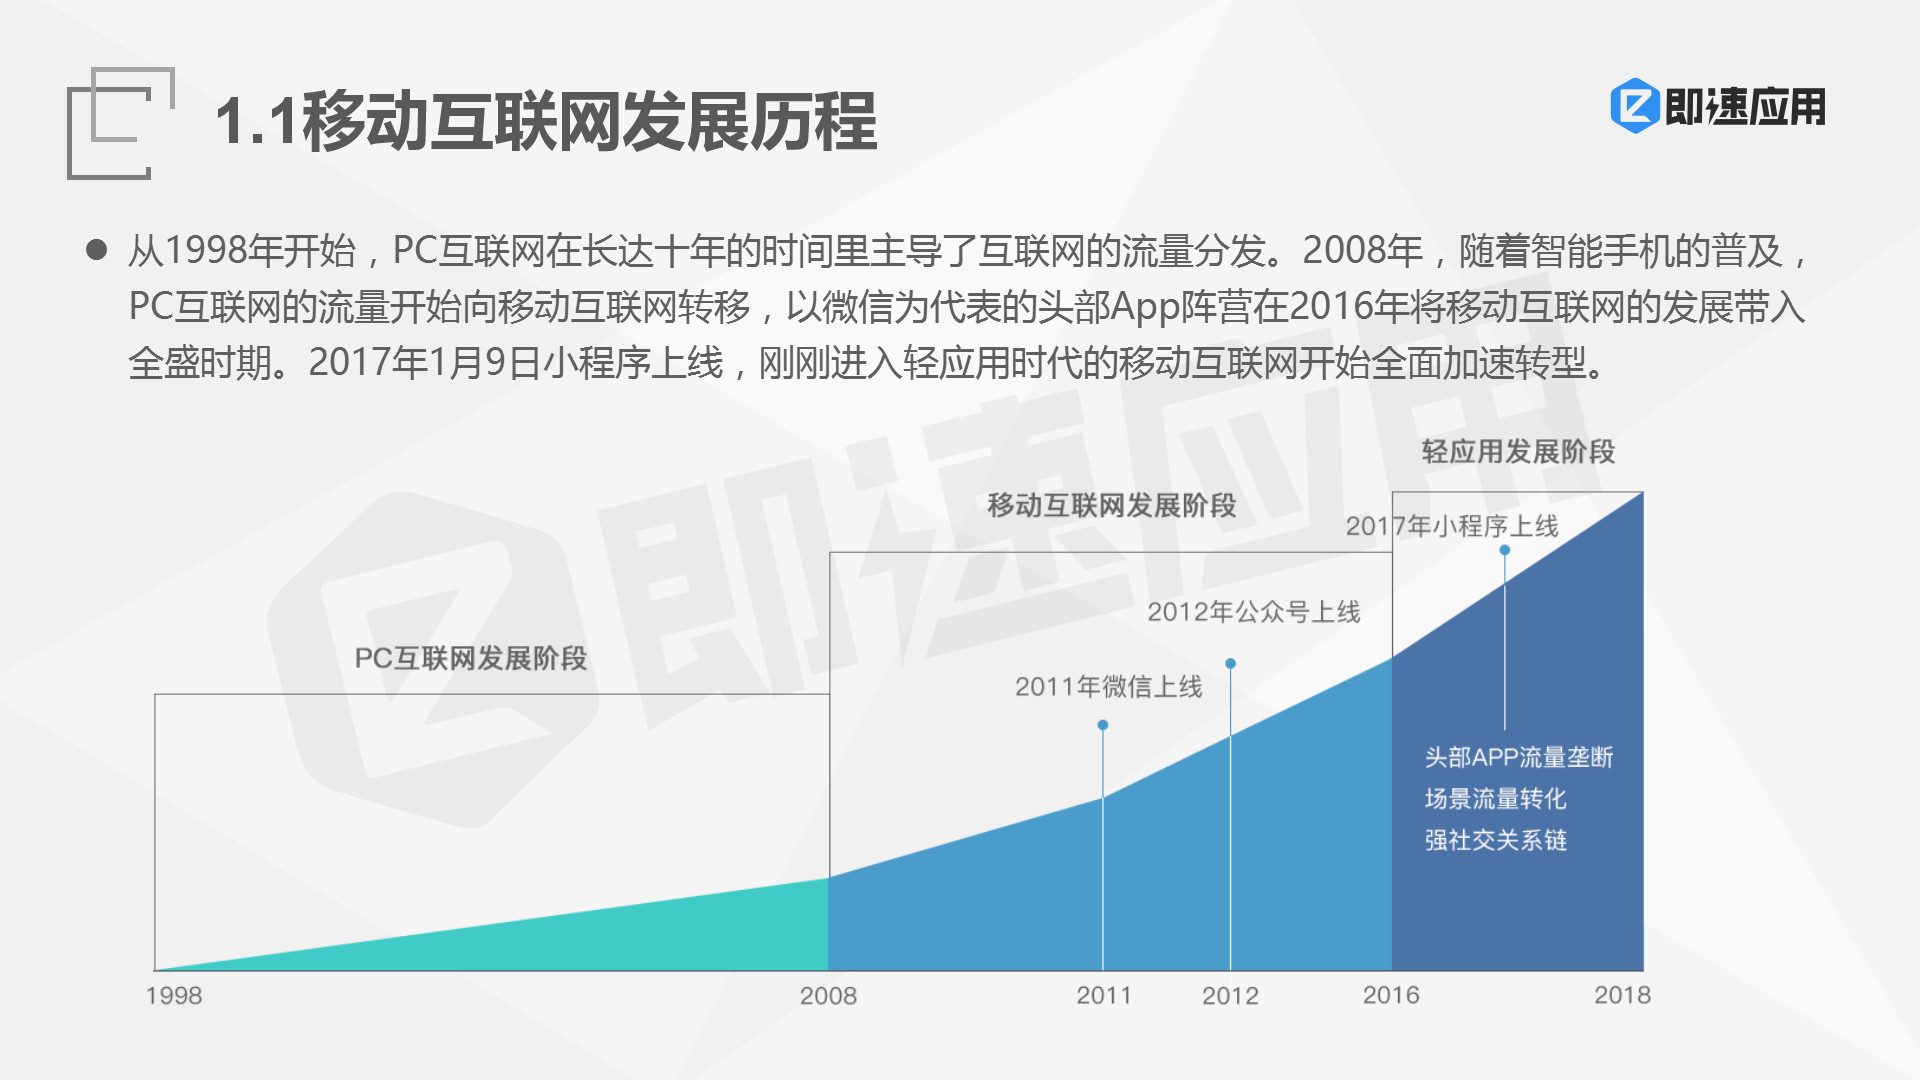 1.1移动互联网发展历程
即速应用
从1998年开始，PC互联网在长达十年的时间里主导了互联网的流量分发。2008年，随着智能手机的普及，
PC互联网的流量开始向移动互联网转移，以微信为代表的头部App阵营在2016年将移动互联网的发展带入
全盛时期。2017年1月9日小程序上线，刚刚进入轻应用时代的移动互联网开始全面加速转型。
即速应用
轻应用发展阶段
移动互联网发展阶段
2017年小程序上线
2012年公众号上线
PC互联网发展阶段
2011年微信上线
头部APP流量垄断
场景流量转化
强社交关系链
1998
2008
2011
2012
2016
2018